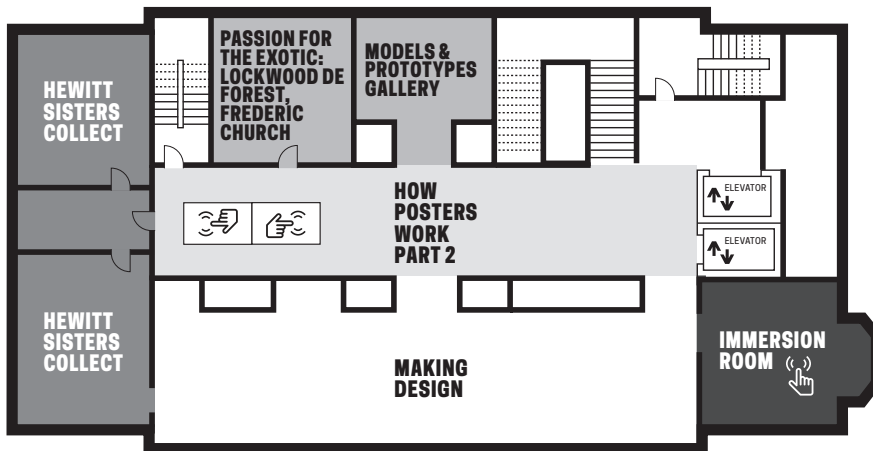 HEWITT
SISTERS
COLLECT
PASSION FOR
THE EXOTIC:
LOCKWOOD DE
FOREST,
FREDERIC
CHURCH
MODELS &
PROTOTYPES
GALLERY
HOW
POSTERS
WORK
PART 2
ELEVATOR
ELEVATOR
HEWITT
SISTERS
COLLECT
MAKING
DESIGN
IMMERSION
ROOM